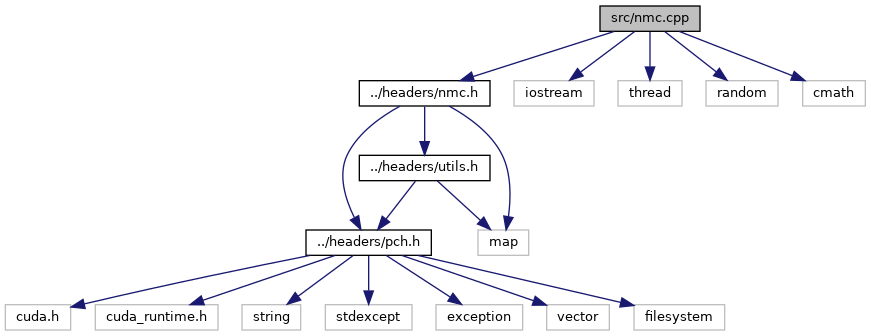 src/nmc.cpp
../headers/nmc.h
iostream
thread
random
cmath
../headers/utils.h
../headers/pch.h
map
cuda.h
cuda_runtime.h
string
stdexcept
exception
vector
filesystem